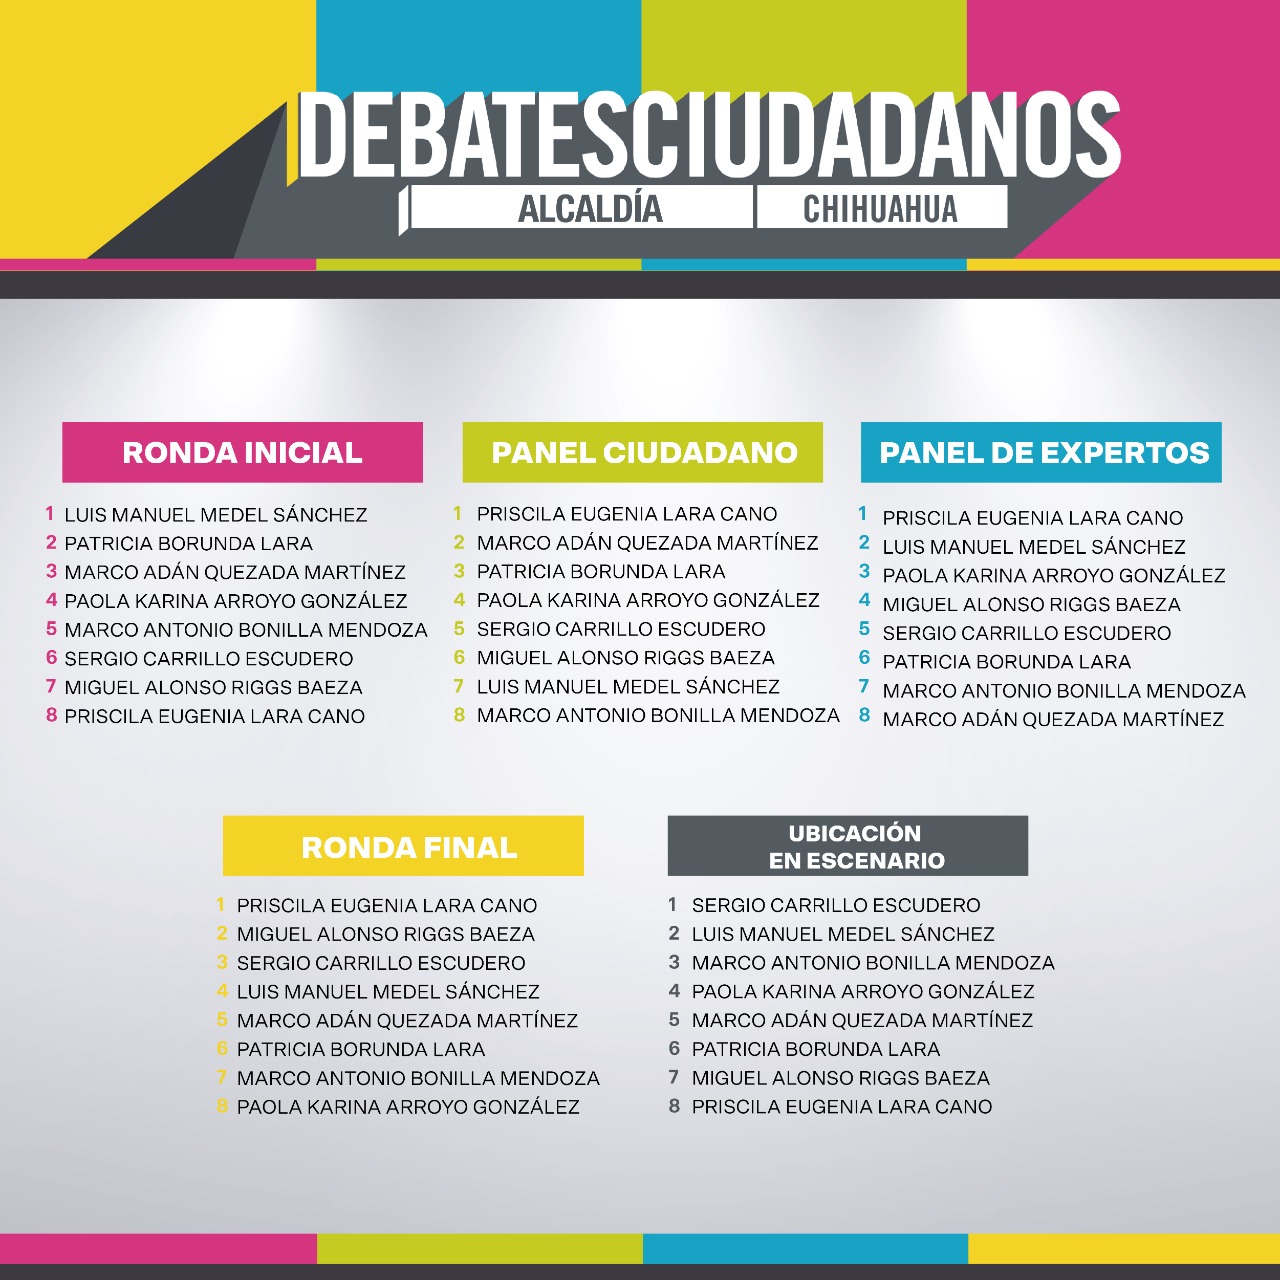 DEBATESCIUDADANOS
ALCALDÍA CHIHUAHUA
RONDA INICIAL
1 LUIS MANUEL MEDEL SÁNCHEZ
2 PATRICIA BORUNDA LARA
3 MARCO ADÁN QUEZADA MARTÍNEZ
4 PAOLA KARINA ARROYO GONZÁLEZ
5 MARCO ANTONIO BONILLA MENDOZA
6 SERGIO CARRILLO ESCUDERO
7 MIGUEL ALONSO RIGGS BAEZA
8 PRISCILA EUGENIA LARA CANO
PANEL CIUDADANO
1 PRISCILA EUGENIA LARA CANO
2 MARCO ADÁN QUEZADA MARTÍNEZ
3 PATRICIA BORUNDA LARA
4 PAOLA KARINA ARROYO GONZÁLEZ
5 SERGIO CARRILLO ESCUDERO
6 MIGUEL ALONSO RIGGS BAEZA
7 LUIS MANUEL MEDEL SÁNCHEZ
8 MARCO ANTONIO BONILLA MENDOZA
PANEL DE EXPERTOS
1 PRISCILA EUGENIA LARA CANO
2 LUIS MANUEL MEDEL SÁNCHEZ
3 PAOLA KARINA ARROYO GONZÁLEZ
4 MIGUEL ALONSO RIGGS BAEZA
5 SERGIO CARRILLO ESCUDERO
6 PATRICIA BORUNDA LARA
7 MARCO ANTONIO BONILLA MENDOZA
8 MARCO ADÁN QUEZADA MARTÍNEZ
RONDA FINAL
1 PRISCILA EUGENIA LARA CANO
2 MIGUEL ALONSO RIGGS BAEZA
3 SERGIO CARRILLO ESCUDERO
4 LUIS MANUEL MEDEL SÁNCHEZ
5 MARCO ADÁN QUEZADA MARTÍNEZ
6 PATRICIA BORUNDA LARA
7 MARCO ANTONIO BONILLA MENDOZA
8 PAOLA KARINA ARROYO GONZÁLEZ
UBICACIÓN
EN ESCENARIO
1 SERGIO CARRILLO ESCUDERO
2 LUIS MANUEL MEDEL SÁNCHEZ
3 MARCO ANTONIO BONILLA MENDOZA
4 PAOLA KARINA ARROYO GONZÁLEZ
5 MARCO ADÁN QUEZADA MARTÍNEZ
6 PATRICIA BORUNDA LARA
7 MIGUEL ALONSO RIGGS BAEZA
8 PRISCILA EUGENIA LARA CANO